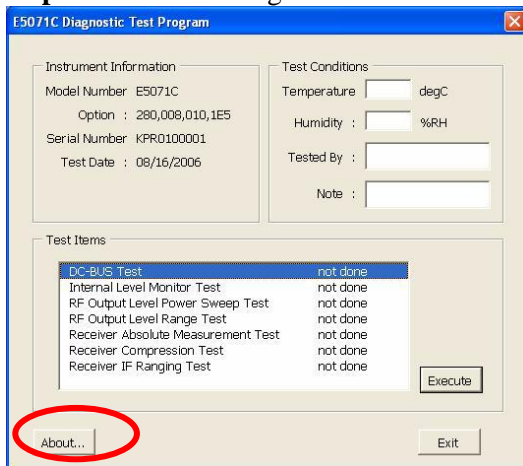 E5071C Diagnostic Test Program
Instrument Information
Model Number E5071C
Option : 280,008,010,1E5
Serial Number KPR0100001
Test Date : 08/16/2006
Test Conditions
Temperature degC
Humidity : %RH
Tested By :
Note :
Test Items
DC-BUS Test not done
Internal Level Monitor Test not done
RF Output Level Power Sweep Test not done
RF Output Level Range Test not done
Receiver Absolute Measurement Test not done
Receiver Compression Test not done
Receiver IF Ranging Test not done
Execute
About...
Exit